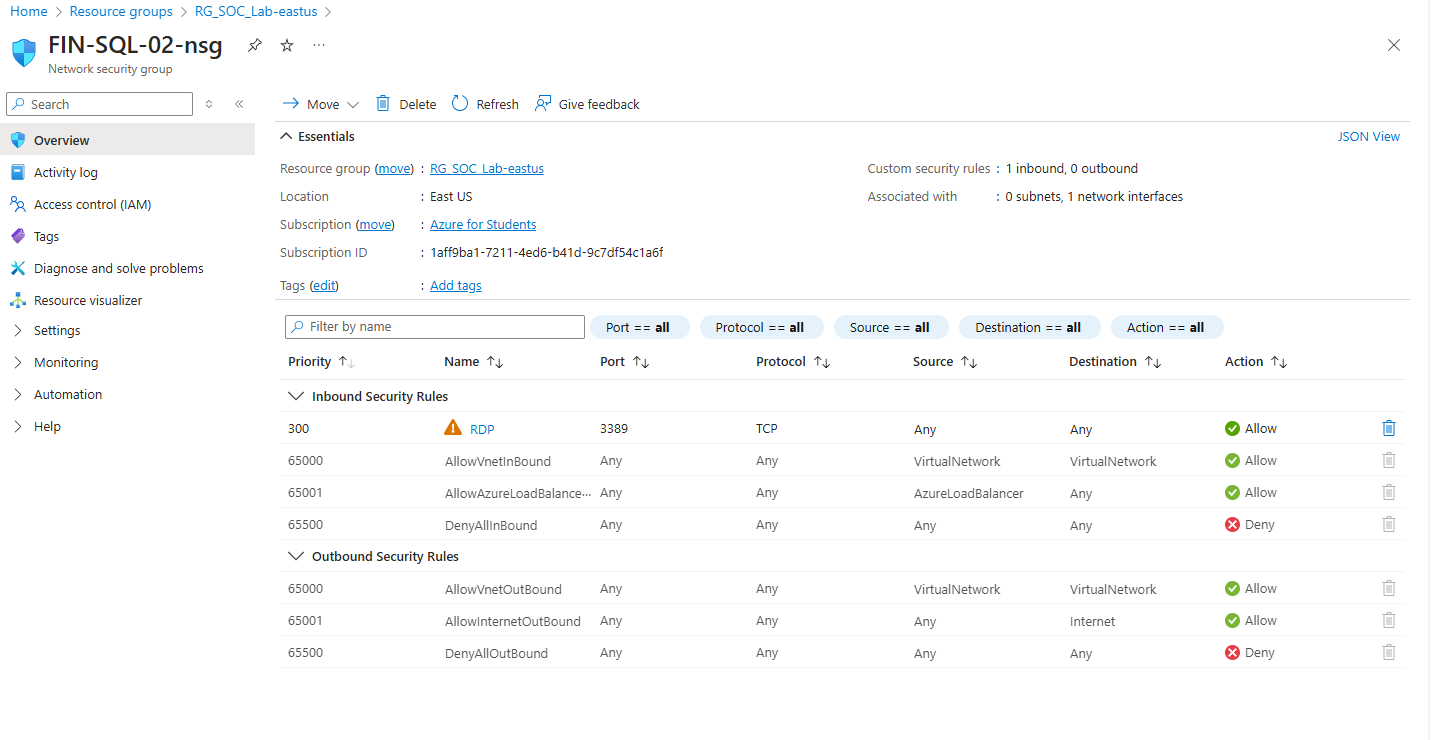 Home > Resource groups > RG_SOC_Lab-eastus >
FIN-SQL-02-nsg ...
Network security group
Search
Overview
Activity log
Access control (IAM)
Tags
Diagnose and solve problems
Resource visualizer
Settings
Monitoring
Automation
Help
Move Delete Refresh Give feedback
Essentials JSON View
Resource group (move) : RG_SOC_Lab-eastus Custom security rules : 1 inbound, 0 outbound
Location : East US Associated with : 0 subnets, 1 network interfaces
Subscription (move) : Azure for Students
Subscription ID : 1aff9ba1-7211-4ed6-b41d-9c7df54c1a6f
Tags (edit) : Add tags
Filter by name Port == all Protocol == all Source == all Destination == all Action == all
Priority Name Port Protocol Source Destination Action
Inbound Security Rules
300 RDP 3389 TCP Any Any Allow
65000 AllowVnetInBound Any Any VirtualNetwork VirtualNetwork Allow
65001 AllowAzureLoadBalance... Any Any AzureLoadBalancer Any Allow
65500 DenyAllInBound Any Any Any Any Deny
Outbound Security Rules
65000 AllowVnetOutBound Any Any VirtualNetwork VirtualNetwork Allow
65001 AllowInternetOutBound Any Any Any Internet Allow
65500 DenyAllOutBound Any Any Any Any Deny